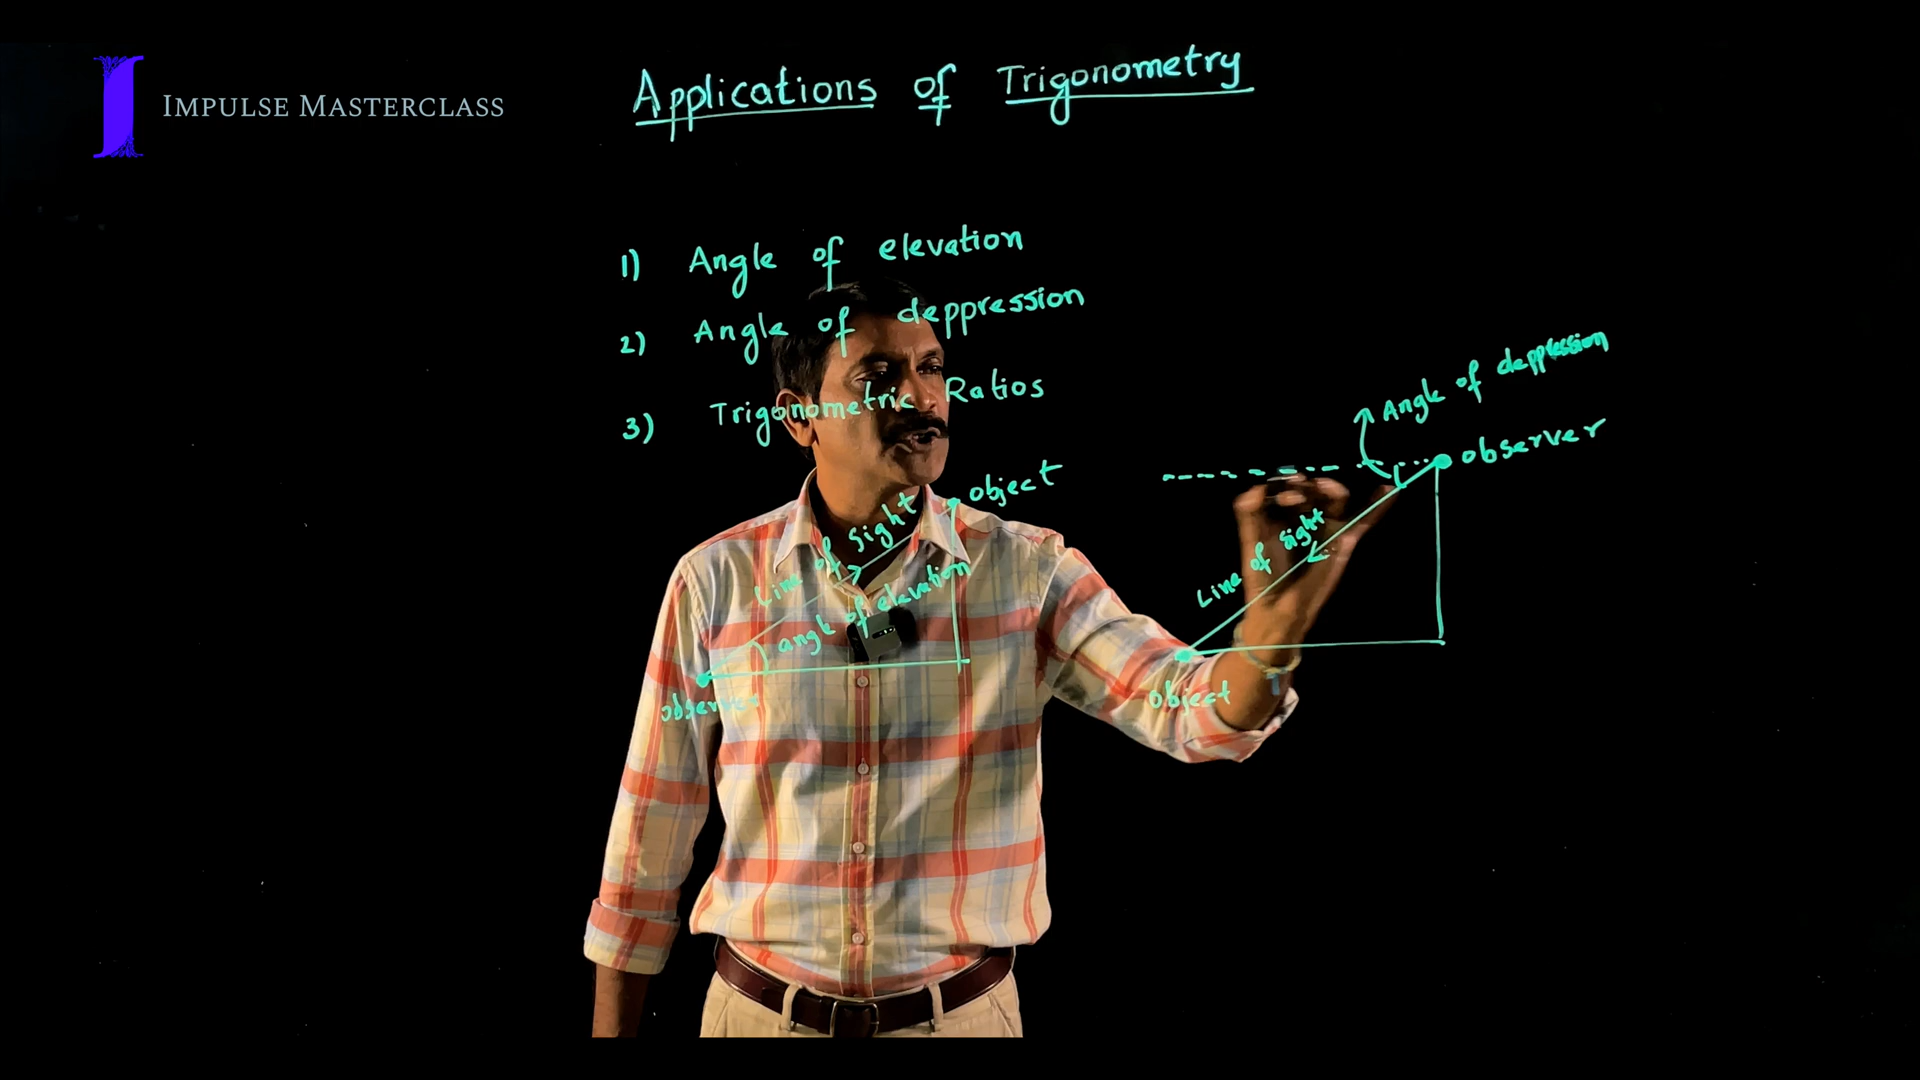 IMPULSE MASTERCLASS
Applications of Trigonometry
1) Angle of elevation
2) Angle of deppression
3) Trigonometric Ratios
Angle of deppression
observer
object
Line of Sight
angle of elevation
observer
Line of sight
object